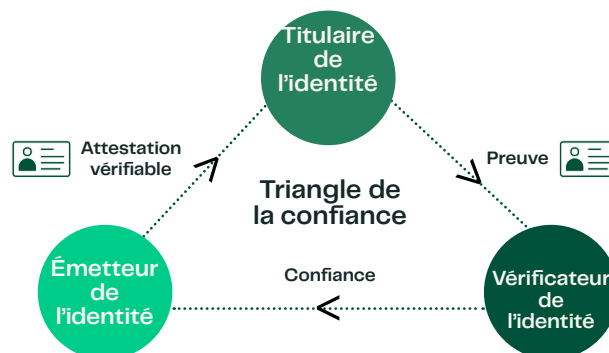 Titulaire
de
l'identité
Attestation
vérifiable
Preuve
Triangle de
la confiance
Émetteur
de
l'identité
Confiance
Vérificateur
de
l'identité